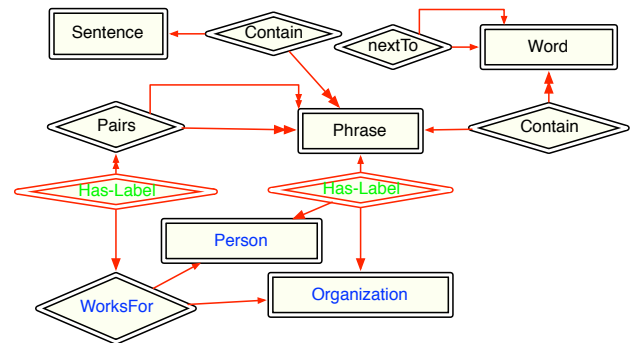 Sentence
Contain
nextTo
Word
Pairs
Phrase
Contain
Has-Label
Has-Label
Person
WorksFor
Organization